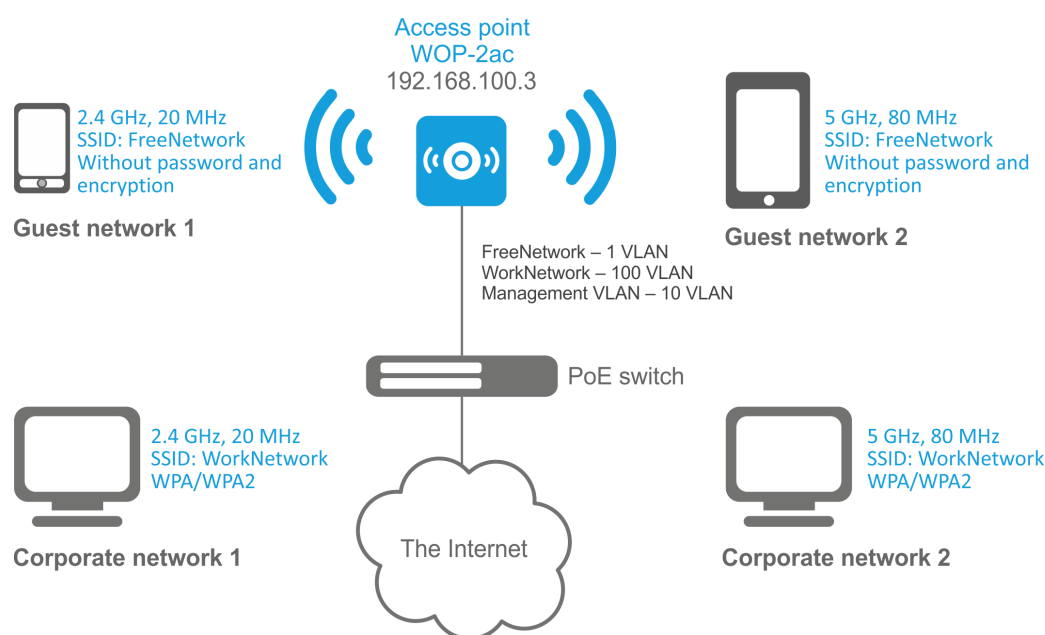 Access point
WOP-2ac
192.168.100.3
2.4 GHz, 20 MHz
SSID: FreeNetwork
Without password and
encryption
Guest network 1
5 GHz, 80 MHz
SSID: FreeNetwork
Without password and
encryption
Guest network 2
FreeNetwork – 1 VLAN
WorkNetwork – 100 VLAN
Management VLAN – 10 VLAN
PoE switch
2.4 GHz, 20 MHz
SSID: WorkNetwork
WPA/WPA2
Corporate network 1
5 GHz, 80 MHz
SSID: WorkNetwork
WPA/WPA2
Corporate network 2
The Internet